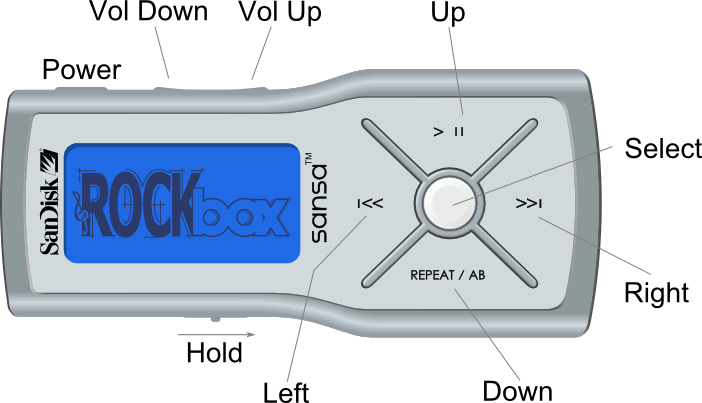 Vol Down
Vol Up
Up
Power
> II
Select
SanDisk
ROCKbox
sansa™
I<<
>>I
REPEAT / AB
Right
Hold
Left
Down